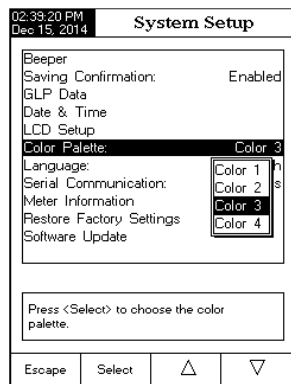 02:39:20 PM
Dec 15, 2014
System Setup
Beeper
Saving Confirmation: Enabled
GLP Data
Date & Time
LCD Setup
Color Palette: Color 3
Language: h
Serial Communication: s
Meter Information
Restore Factory Settings
Software Update
Color 1
Color 2
Color 3
Color 4
Press <Select> to choose the color
palette.
Escape Select